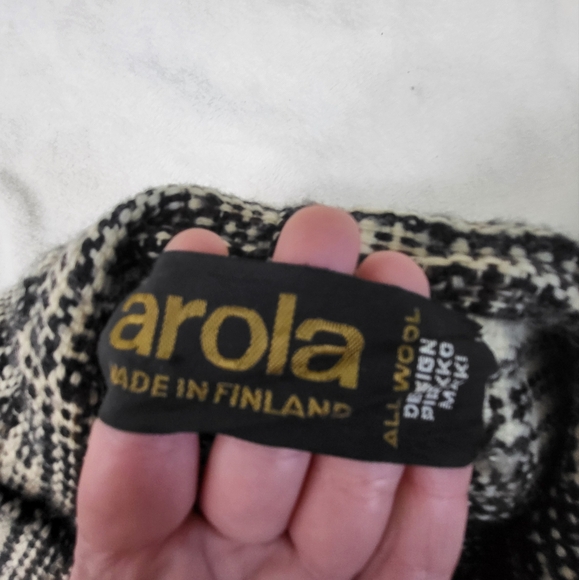 arola
MADE IN FINLAND
ALL WOOL
DESIGN
PIRKKO
MÄKI